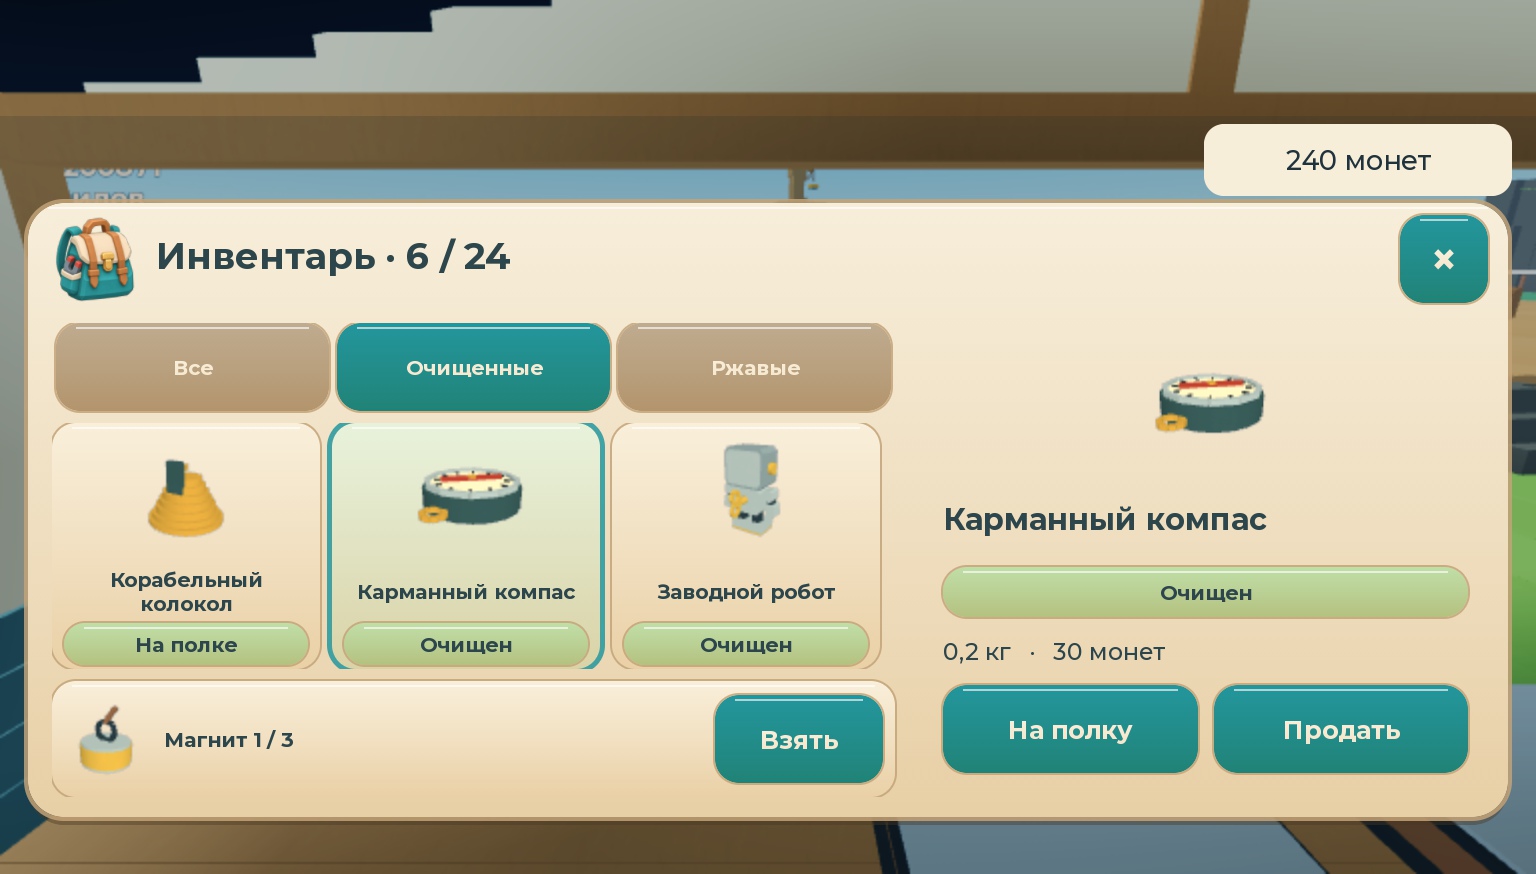 240 монет
Инвентарь · 6 / 24
×
Все
Очищенные
Ржавые
Корабельный
колокол
На полке
Карманный компас
Очищен
Заводной робот
Очищен
Магнит 1 / 3
Взять
Карманный компас
Очищен
0,2 кг · 30 монет
На полку
Продать